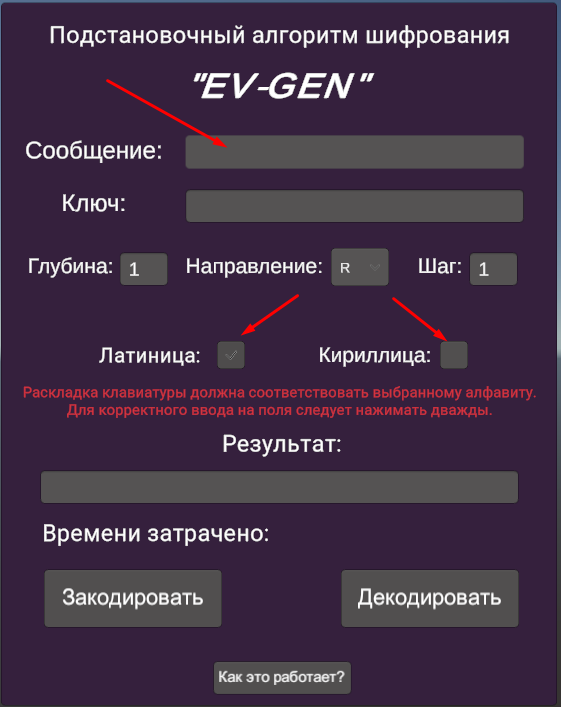 Подстановочный алгоритм шифрования
"EV-GEN"
Сообщение:
Ключ:
Глубина: 1 Направление: R Шаг: 1
Латиница: Кириллица:
Раскладка клавиатуры должна соответствовать выбранному алфавиту.
Для корректного ввода на поля следует нажимать дважды.
Результат:
Времени затрачено:
Закодировать Декодировать
Как это работает?